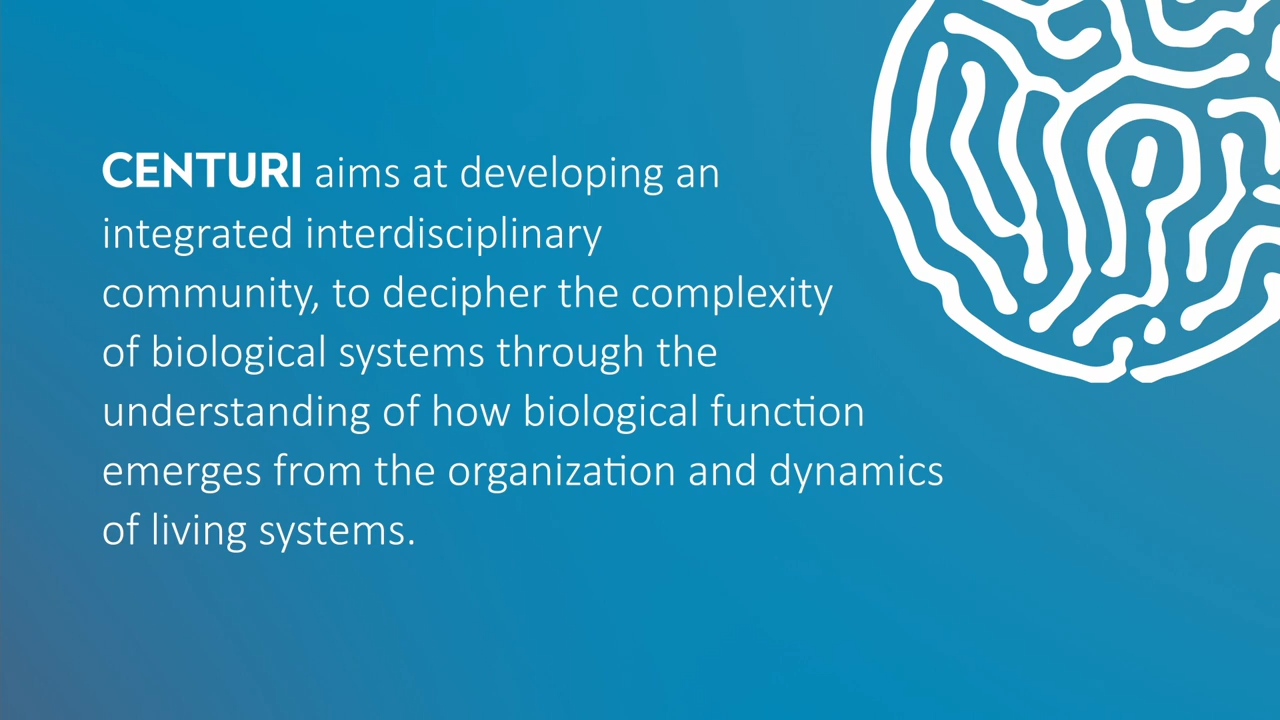 CENTURI aims at developing an
integrated interdisciplinary
community, to decipher the complexity
of biological systems through the
understanding of how biological function
emerges from the organization and dynamics
of living systems.